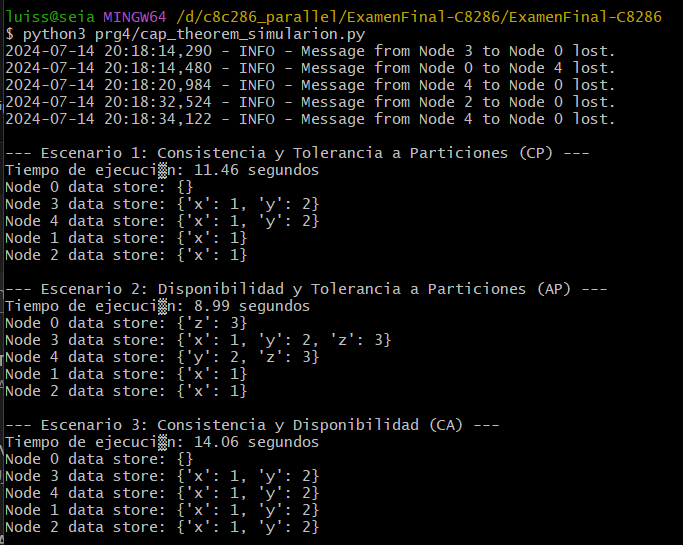 luiss@seia MINGW64 /d/c8c286_parallel/ExamenFinal-C8286/ExamenFinal-C8286
$ python3 prg4/cap_theorem_simularion.py
2024-07-14 20:18:14,290 - INFO - Message from Node 3 to Node 0 lost.
2024-07-14 20:18:14,480 - INFO - Message from Node 0 to Node 4 lost.
2024-07-14 20:18:20,984 - INFO - Message from Node 4 to Node 0 lost.
2024-07-14 20:18:32,524 - INFO - Message from Node 2 to Node 0 lost.
2024-07-14 20:18:34,122 - INFO - Message from Node 4 to Node 0 lost.
--- Escenario 1: Consistencia y Tolerancia a Particiones (CP) ---
Tiempo de ejecuci▒n: 11.46 segundos
Node 0 data store: {}
Node 3 data store: {'x': 1, 'y': 2}
Node 4 data store: {'x': 1, 'y': 2}
Node 1 data store: {'x': 1}
Node 2 data store: {'x': 1}
--- Escenario 2: Disponibilidad y Tolerancia a Particiones (AP) ---
Tiempo de ejecuci▒n: 8.99 segundos
Node 0 data store: {'z': 3}
Node 3 data store: {'x': 1, 'y': 2, 'z': 3}
Node 4 data store: {'y': 2, 'z': 3}
Node 1 data store: {'x': 1}
Node 2 data store: {'x': 1}
--- Escenario 3: Consistencia y Disponibilidad (CA) ---
Tiempo de ejecuci▒n: 14.06 segundos
Node 0 data store: {}
Node 3 data store: {'x': 1, 'y': 2}
Node 4 data store: {'x': 1, 'y': 2}
Node 1 data store: {'x': 1, 'y': 2}
Node 2 data store: {'x': 1, 'y': 2}